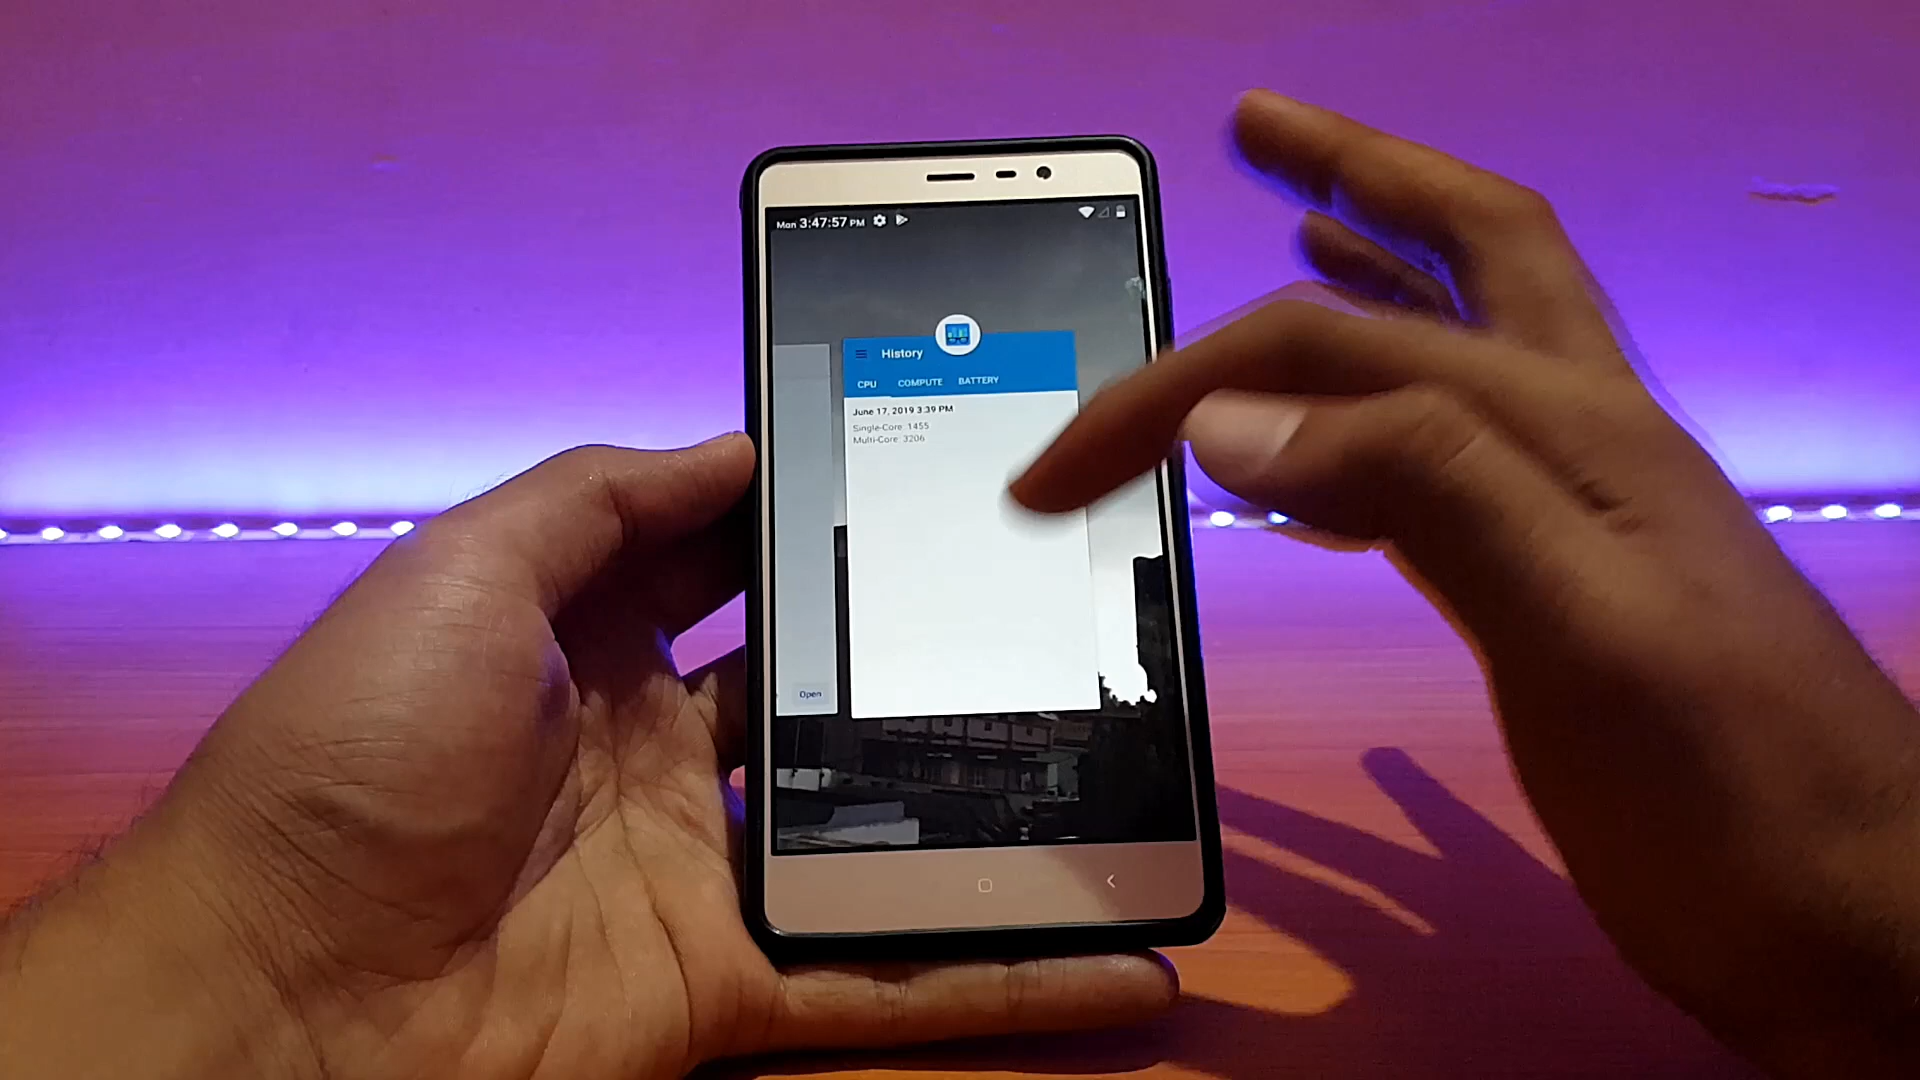 Mon 3:47:57 PM
History
CPU COMPUTE BATTERY
June 17, 2019 3:39 PM
Single-Core 1455
Multi-Core: 3206
Open